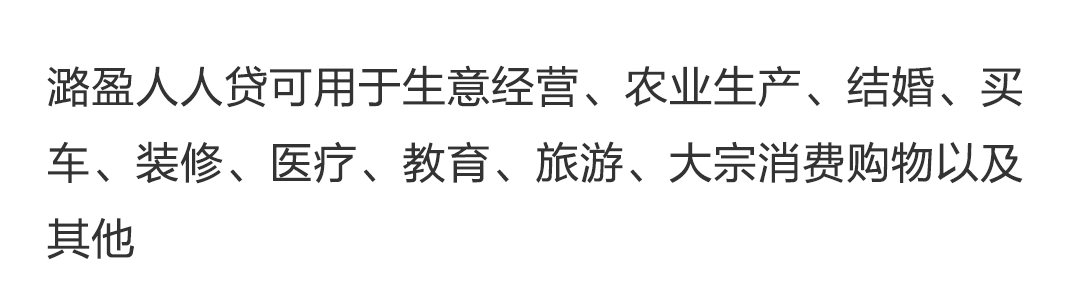 潞盈人人贷可用于生意经营、农业生产、结婚、买
车、装修、医疗、教育、旅游、大宗消费购物以及
其他